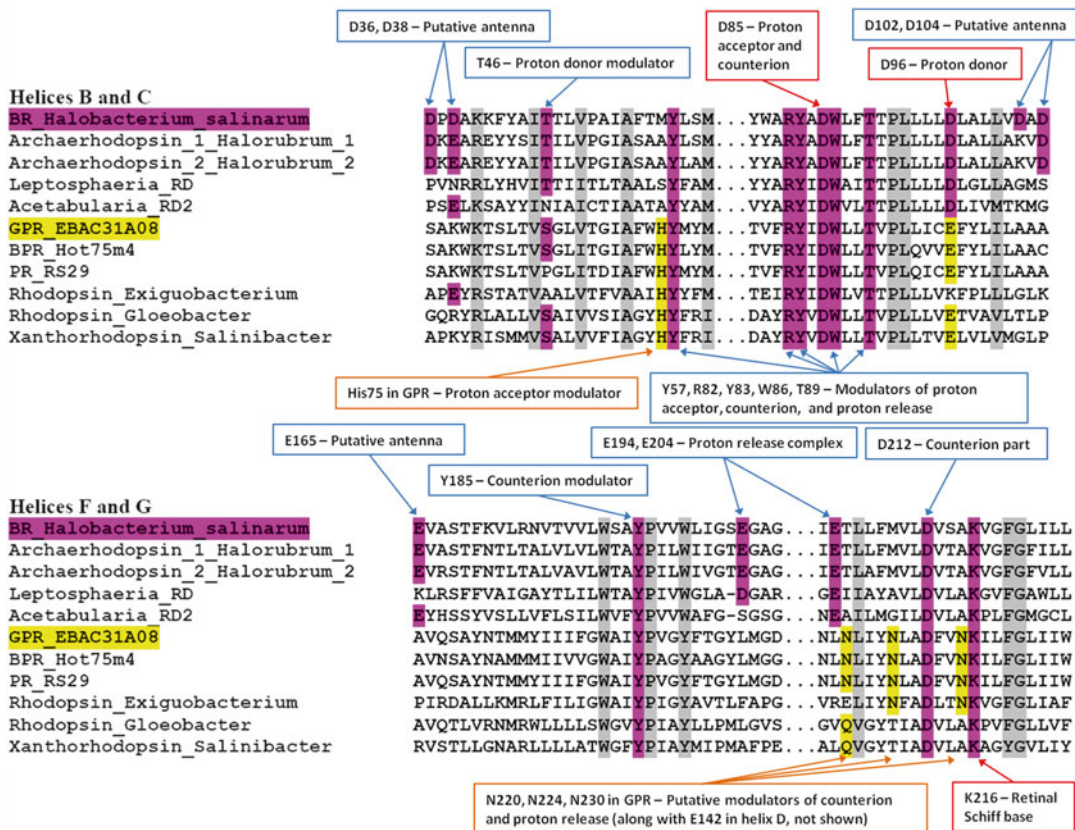 D36, D38 – Putative antenna
T46 – Proton donor modulator
D85 – Proton
acceptor and
counterion
D102, D104 – Putative antenna
D96 – Proton donor
Helices B and C
BR_Halobacterium_salinarum DPDAKKFYAITTLVPAIAFTMYLSM...YWARYADWLFTTPLLLLDLALLVDAD
Archaerhodopsin_1_Halorubrum_1 DKEAREYYSITILVPGIASAAYLSM...YWARYADWLFTTPLLLLDLALLAKVD
Archaerhodopsin_2_Halorubrum_2 DKEAREYYAITILVPGIASAAYLAM...YWARYADWLFTTPLLLLDLALLAKVD
Leptosphaeria_RD PVNRRLYHVITTIITLTAALSYFAM...YYARYIDWAITTPLLLLDLGLLAGMS
Acetabularia_RD2 PSELKSAYYINIAICTIAATAYYAM...VYARYIDWLLTTPLLLLDLIVMTKMG
GPR_EBAC31A08 SAKWKTSLTVSGLVTGIAFWHYMYM...TVFRYIDWLLTVPLLICEFYLILAAA
BPR_Hot75m4 SAKWKTSLTVSGLITGIAFWHYLYM...TVFRYIDWLLTVPLQVVEFYLILAAC
PR_RS29 SAKWKTSLTVPGLITDIAFWHYMYM...TVFRYIDWLLTVPLQICEFYLILAAA
Rhodopsin_Exiguobacterium APEYRSTATVAALVTFVAAIHYYFM...TEIRYIDWLVTTPLLLVKFPLLLGLK
Rhodopsin_Gloeobacter GQRYRLALLVSAIVVSIAGYHYFRI...DAYRYVDWLLTVPLLLVETVAVLTLP
Xanthorhodopsin_Salinibacter APKYRISMMVSALVVFIAGYHYFRI...DAYRYVDWLLTVPLLTVELVLVMGLP
His75 in GPR – Proton acceptor modulator
Y57, R82, Y83, W86, T89 – Modulators of proton
acceptor, counterion, and proton release
E165 – Putative antenna
E194, E204 – Proton release complex
D212 – Counterion part
Y185 – Counterion modulator
Helices F and G
BR_Halobacterium_salinarum EVASTFKVLRNVTVVLWSAYPVVWLIGSEGAG...IETLLFMVLDVSAKVGFGLILL
Archaerhodopsin_1_Halorubrum_1 EVASTFNTLTALVLVLWTAYPILWIIGTEGAG...IETLLFMVLDVTAKVGFGFILL
Archaerhodopsin_2_Halorubrum_2 EVRSTFNTLTALVAVLWTAYPILWIVGTEGAG...IETLAFMVLDVTAKVGFGFVLL
Leptosphaeria_RD KLRSFFVAIGAYTLILWTAYPIVWGLA-DGAR...GEIIAYAVLDVLAKGVFGAWLL
Acetabularia_RD2 EYHSSYVSLLVFLSILWVFYPVVWAFG-SGSG...NEAILMGILDVLAKPLFGMGCL
GPR_EBAC31A08 AVQSAYNTMMYIIIFGWAIYPVGYFTGYLMGD...NLNLIYNLADFVNKILFGLIIW
BPR_Hot75m4 AVNSAYNAMMMIIVVGWAIYPAGYAAGYLMGG...NLNLIYNLADFVNKILFGLIIW
PR_RS29 AVQSAYNTMMYIIIFGWAIYPVGYFTGYLMGD...NLNLIYNLADFVNKILFGLIIW
Rhodopsin_Exiguobacterium PIRDALLKMRLFILIGWAIYPIGYAVTLFAPG...VRELIYNFADLTNKIGFGLIAF
Rhodopsin_Gloeobacter AVQTLVRNMRWLLLLSWGVYPIAYLLPMLGVS...GVQVGYTIADVLAKPVFGLLVF
Xanthorhodopsin_Salinibacter RVSTLLGNARLLLLATWGFYPIAYMIPMAFPE...ALQVGYTIADVLAKAGYGVLIY
N220, N224, N230 in GPR – Putative modulators of counterion
and proton release (along with E142 in helix D, not shown)
K216 – Retinal
Schiff base